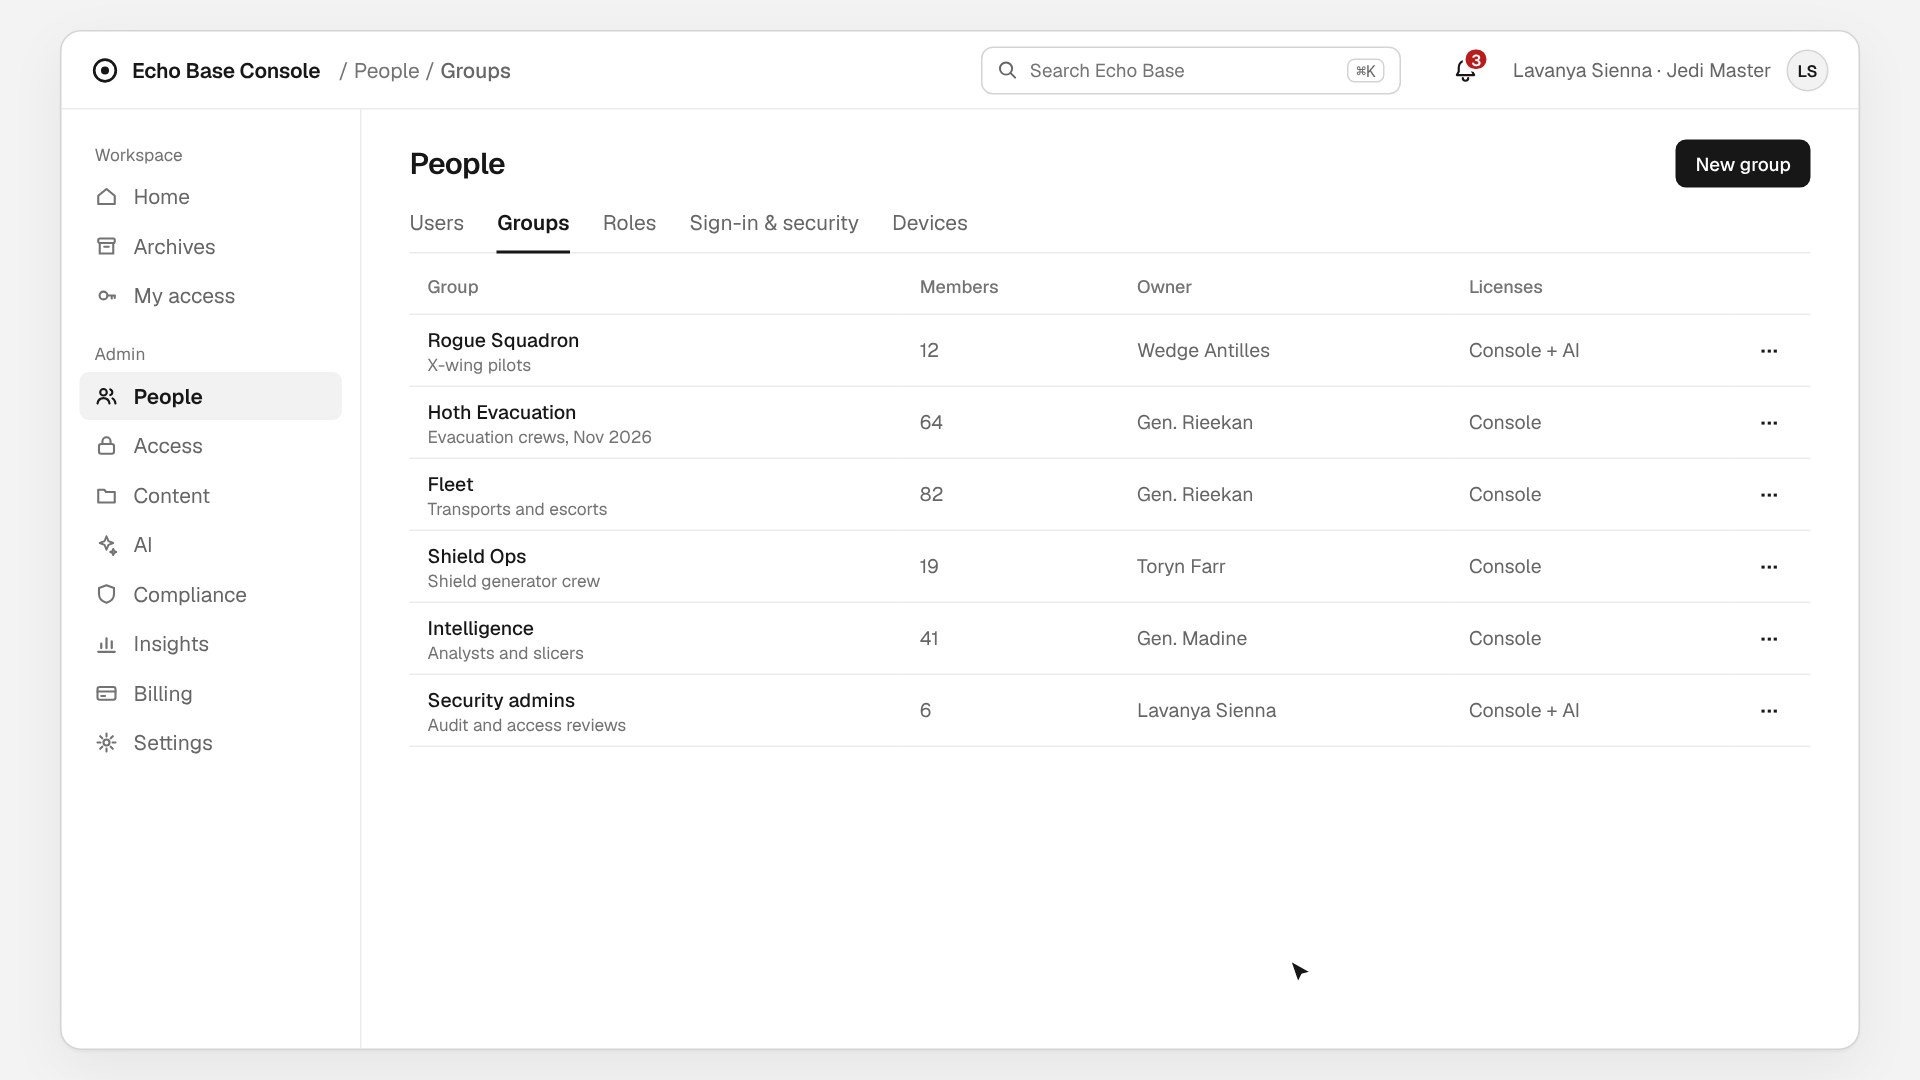 Echo Base Console / People / Groups
Search Echo Base ⌘K
3
Lavanya Sienna · Jedi Master LS
Workspace
Home
Archives
My access
Admin
People
Access
Content
AI
Compliance
Insights
Billing
Settings
People
New group
Users Groups Roles Sign-in & security Devices
Group Members Owner Licenses
Rogue Squadron
X-wing pilots
12 Wedge Antilles Console + AI
Hoth Evacuation
Evacuation crews, Nov 2026
64 Gen. Rieekan Console
Fleet
Transports and escorts
82 Gen. Rieekan Console
Shield Ops
Shield generator crew
19 Toryn Farr Console
Intelligence
Analysts and slicers
41 Gen. Madine Console
Security admins
Audit and access reviews
6 Lavanya Sienna Console + AI